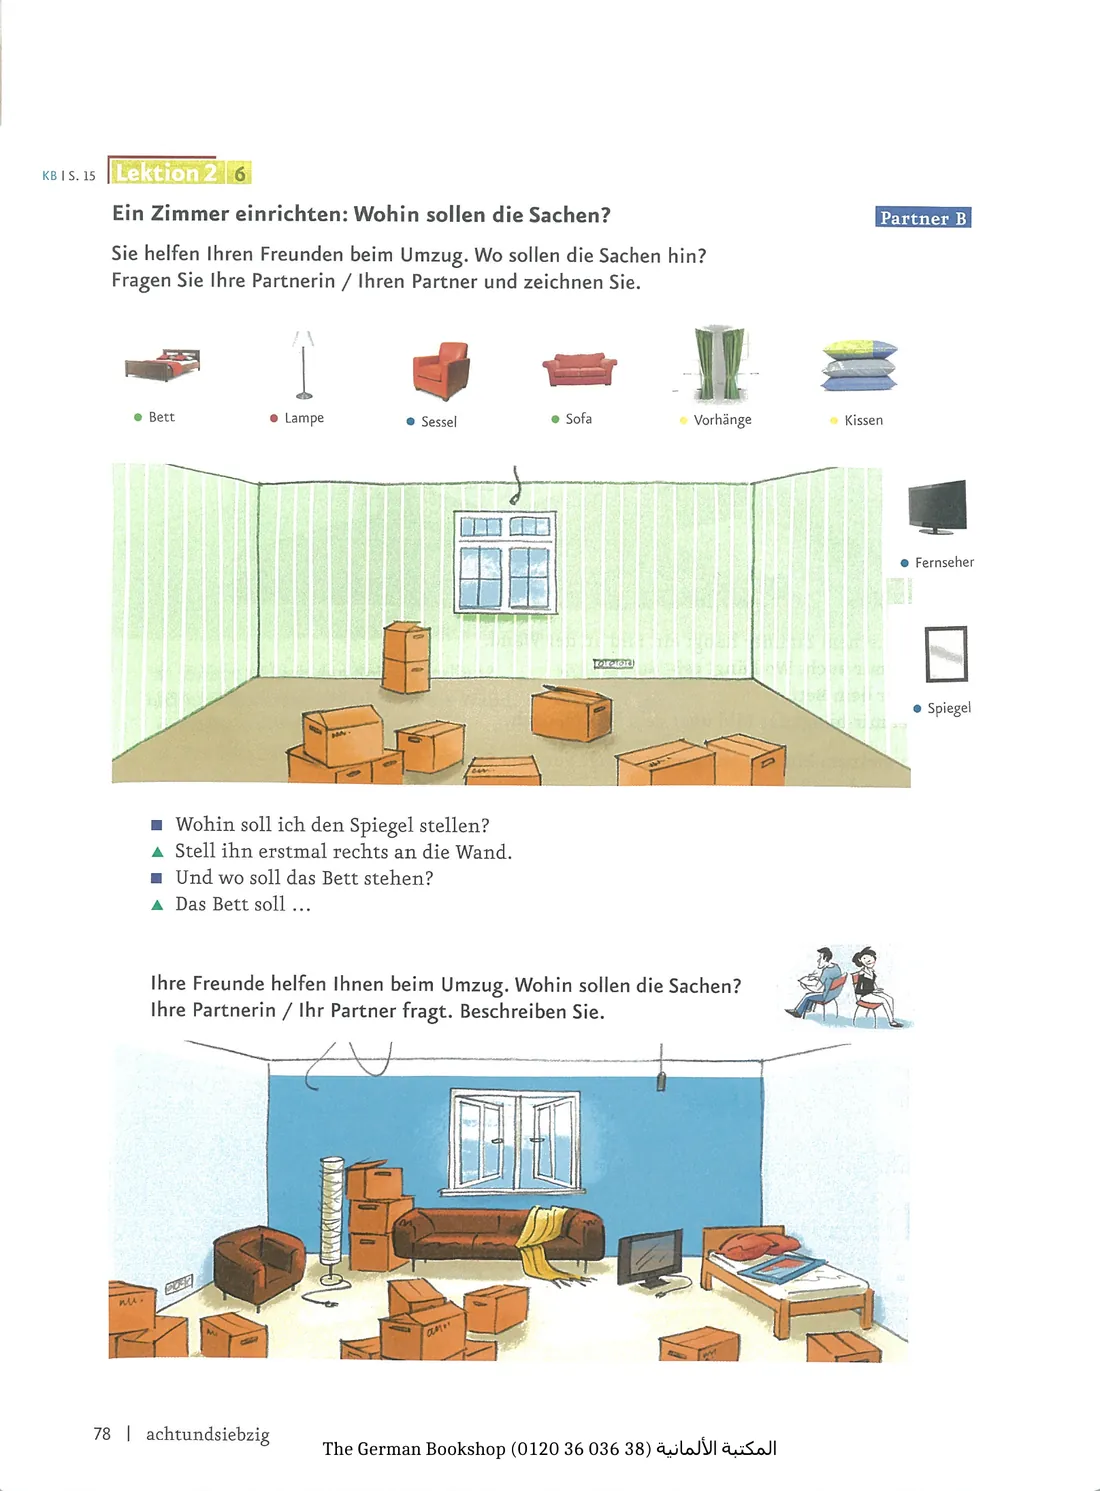 KB | S. 15 Lektion 2 6
Ein Zimmer einrichten: Wohin sollen die Sachen?
Partner B
Sie helfen Ihren Freunden beim Umzug. Wo sollen die Sachen hin?
Fragen Sie Ihre Partnerin / Ihren Partner und zeichnen Sie.
Bett
Lampe
Sessel
Sofa
Vorhänge
Kissen
Fernseher
Spiegel
Wohin soll ich den Spiegel stellen?
Stell ihn erstmal rechts an die Wand.
Und wo soll das Bett stehen?
Das Bett soll ...
Ihre Freunde helfen Ihnen beim Umzug. Wohin sollen die Sachen?
Ihre Partnerin / Ihr Partner fragt. Beschreiben Sie.
78 | achtundsiebzig
The German Bookshop (0120 36 036 38) المكتبة الألمانية